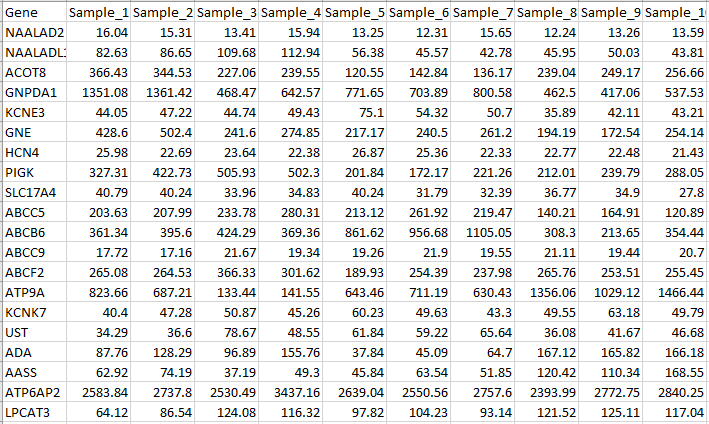 Gene Sample_1 Sample_2 Sample_3 Sample_4 Sample_5 Sample_6 Sample_7 Sample_8 Sample_9 Sample_10
NAALAD2 16.04 15.31 13.41 15.94 13.25 12.31 15.65 12.24 13.26 13.59
NAALADL1 82.63 86.65 109.68 112.94 56.38 45.57 42.78 45.95 50.03 43.81
ACOT8 366.43 344.53 227.06 239.55 120.55 142.84 136.17 239.04 249.17 256.66
GNPDA1 1351.08 1361.42 468.47 642.57 771.65 703.89 800.58 462.5 417.06 537.53
KCNE3 44.05 47.22 44.74 49.43 75.1 54.32 50.7 35.89 42.11 43.21
GNE 428.6 502.4 241.6 274.85 217.17 240.5 261.2 194.19 172.54 254.14
HCN4 25.98 22.69 23.64 22.38 26.87 25.36 22.33 22.77 22.48 21.43
PIGK 327.31 422.73 505.93 502.3 201.84 172.17 221.26 212.01 239.79 288.05
SLC17A4 40.79 40.24 33.96 34.83 40.24 31.79 32.39 36.77 34.9 27.8
ABCC5 203.63 207.99 233.78 280.31 213.12 261.92 219.47 140.21 164.91 120.89
ABCB6 361.34 395.6 424.29 369.36 861.62 956.68 1105.05 308.3 213.65 354.44
ABCC9 17.72 17.16 21.67 19.34 19.26 21.9 19.55 21.11 19.44 20.7
ABCF2 265.08 264.53 366.33 301.62 189.93 254.39 237.98 265.76 253.51 255.45
ATP9A 823.66 687.21 133.44 141.55 643.46 711.19 630.43 1356.06 1029.12 1466.44
KCNK7 40.4 47.28 50.87 45.26 60.23 49.63 43.3 49.55 63.18 49.79
UST 34.29 36.6 78.67 48.55 61.84 59.22 65.64 36.08 41.67 46.68
ADA 87.76 128.29 96.89 155.76 37.84 45.09 64.7 167.12 165.82 166.18
AASS 62.92 74.19 37.19 49.3 45.84 63.54 51.85 120.42 110.34 168.55
ATP6AP2 2583.84 2737.8 2530.49 3437.16 2639.04 2550.56 2757.6 2393.99 2772.75 2840.25
LPCAT3 64.12 86.54 124.08 116.32 97.82 104.23 93.14 121.52 125.11 117.04